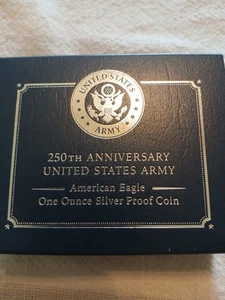 UNITED STATES
ARMY
250TH ANNIVERSARY
UNITED STATES ARMY
American Eagle
One Ounce Silver Proof Coin